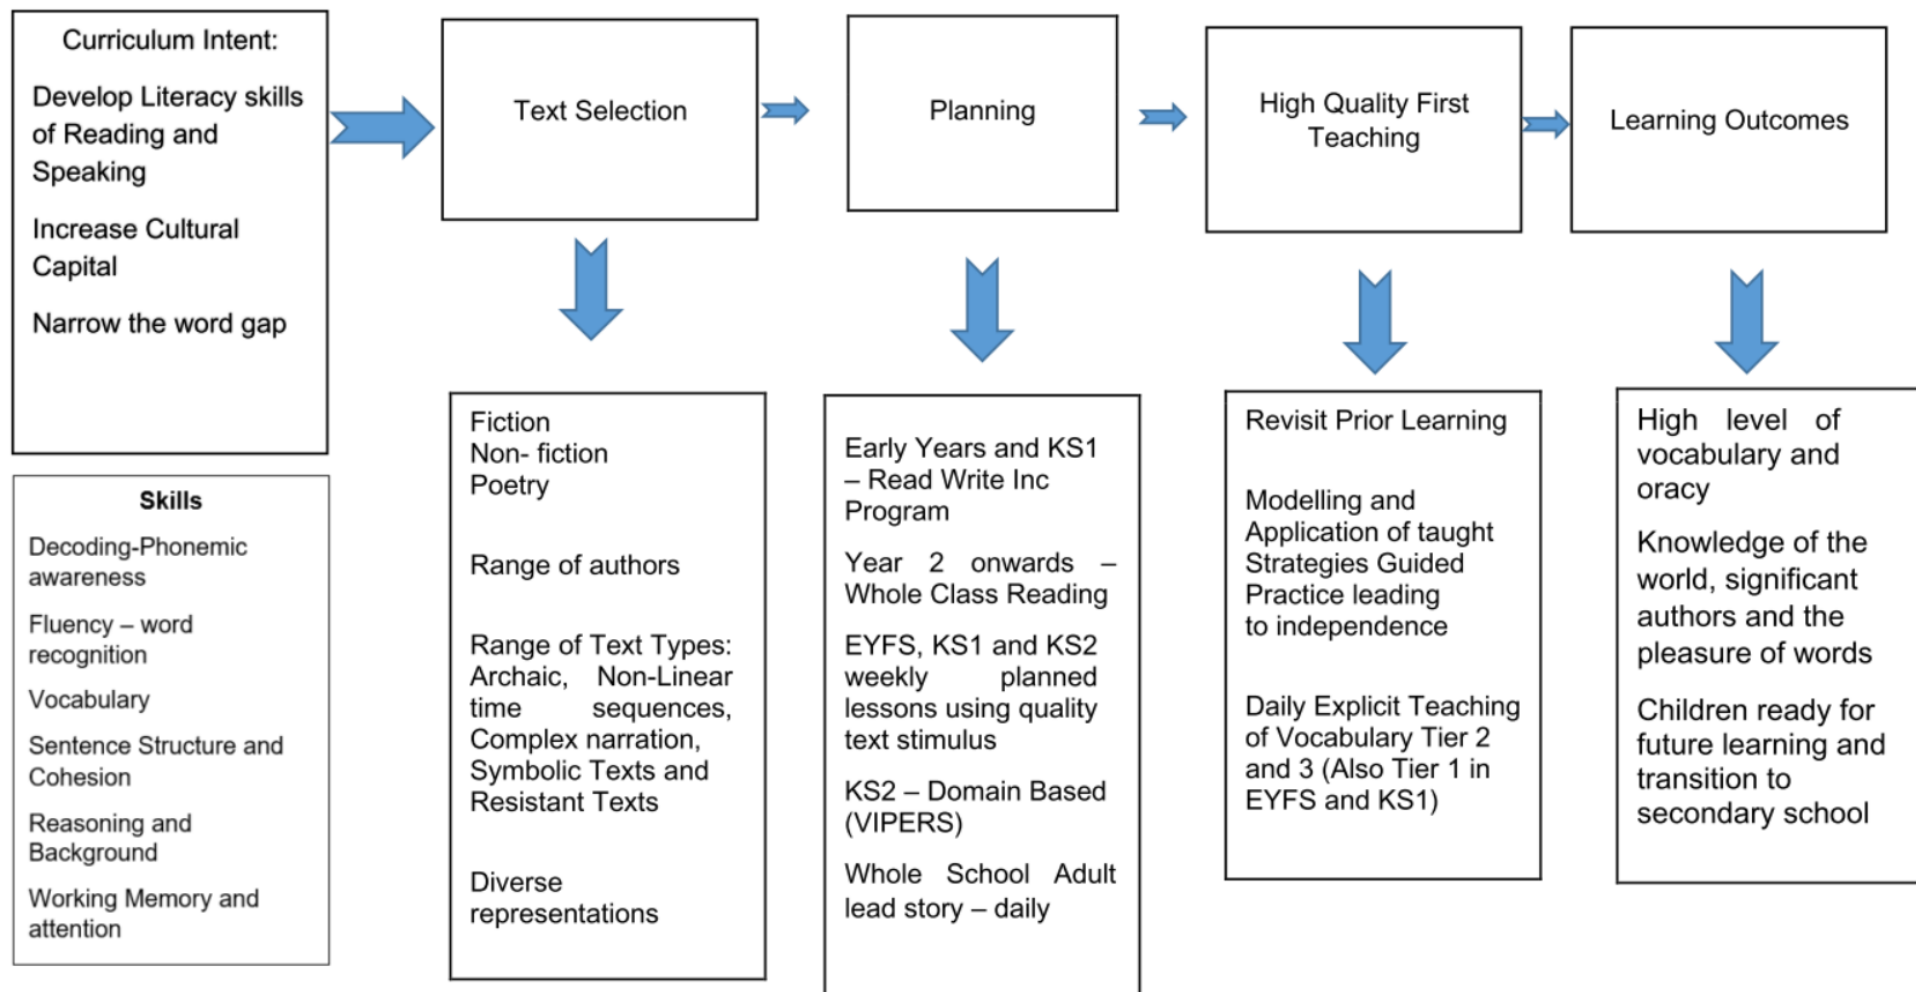 Curriculum Intent:
Develop Literacy skills
of Reading and
Speaking
Increase Cultural
Capital
Narrow the word gap
Skills
Decoding-Phonemic
awareness
Fluency – word
recognition
Vocabulary
Sentence Structure and
Cohesion
Reasoning and
Background
Working Memory and
attention
Text Selection
Fiction
Non- fiction
Poetry
Range of authors
Range of Text Types:
Archaic, Non-Linear
time sequences,
Complex narration,
Symbolic Texts and
Resistant Texts
Diverse
representations
Planning
Early Years and KS1
– Read Write Inc
Program
Year 2 onwards –
Whole Class Reading
EYFS, KS1 and KS2
weekly planned
lessons using quality
text stimulus
KS2 – Domain Based
(VIPERS)
Whole School Adult
lead story – daily
High Quality First
Teaching
Revisit Prior Learning
Modelling and
Application of taught
Strategies Guided
Practice leading
to independence
Daily Explicit Teaching
of Vocabulary Tier 2
and 3 (Also Tier 1 in
EYFS and KS1)
Learning Outcomes
High level of
vocabulary and
oracy
Knowledge of the
world, significant
authors and the
pleasure of words
Children ready for
future learning and
transition to
secondary school